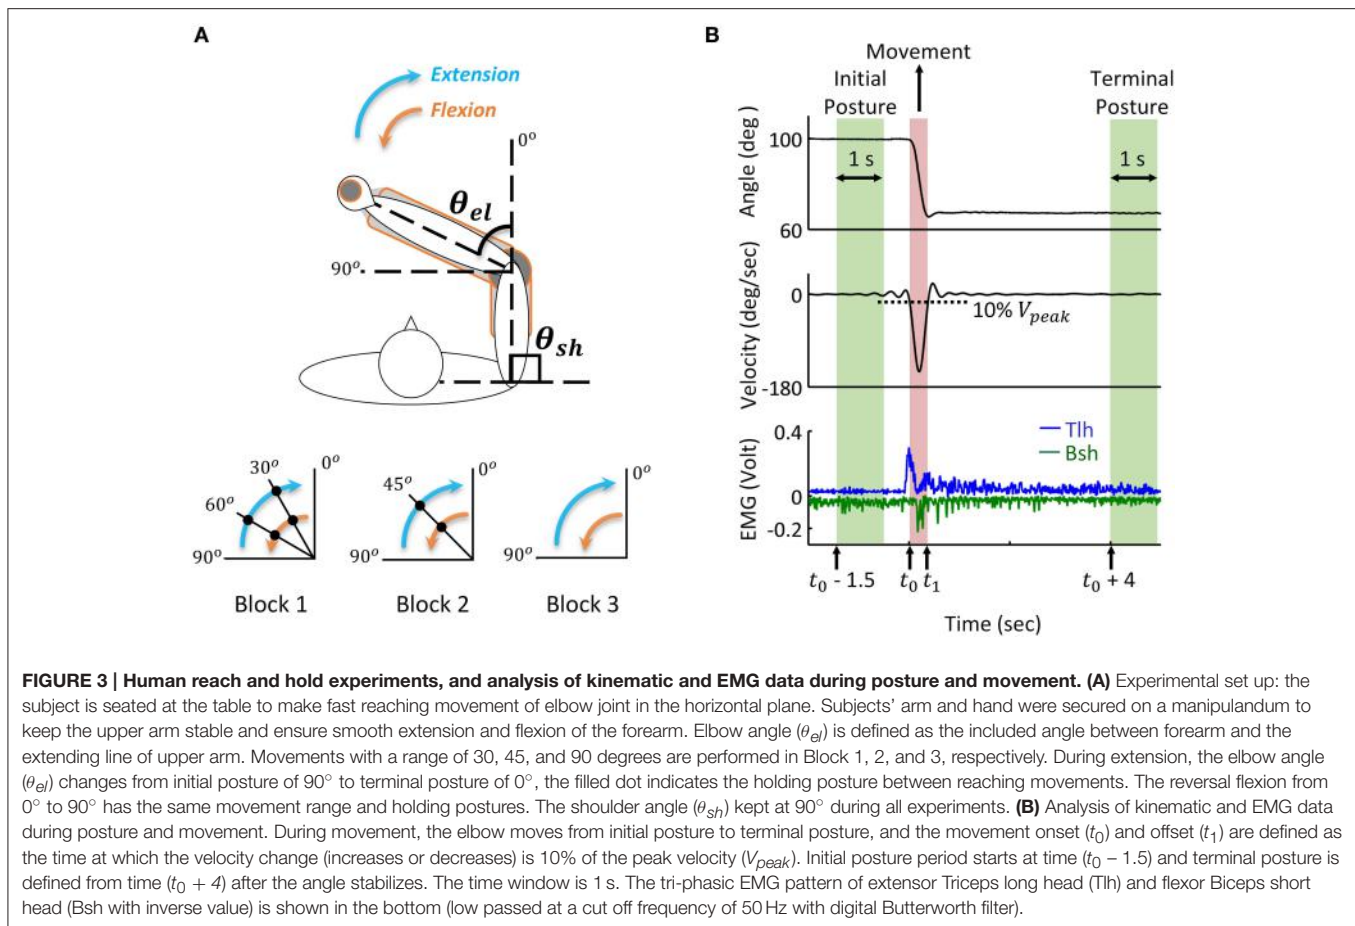 A
Extension
Flexion
0°
θel
90°
θsh
30°
0°
60°
90°
Block 1
45°
0°
90°
Block 2
0°
90°
Block 3
B
Movement
Initial
Posture
Terminal
Posture
Angle (deg)
100
60
1 s
1 s
Velocity (deg/sec)
0
-180
10% Vpeak
EMG (Volt)
0.4
0
-0.2
Tlh
Bsh
t0 - 1.5
t0 t1
t0 + 4
Time (sec)
FIGURE 3 | Human reach and hold experiments, and analysis of kinematic and EMG data during posture and movement. (A) Experimental set up: the
subject is seated at the table to make fast reaching movement of elbow joint in the horizontal plane. Subjects' arm and hand were secured on a manipulandum to
keep the upper arm stable and ensure smooth extension and flexion of the forearm. Elbow angle (θel) is defined as the included angle between forearm and the
extending line of upper arm. Movements with a range of 30, 45, and 90 degrees are performed in Block 1, 2, and 3, respectively. During extension, the elbow angle
(θel) changes from initial posture of 90° to terminal posture of 0°, the filled dot indicates the holding posture between reaching movements. The reversal flexion from
0° to 90° has the same movement range and holding postures. The shoulder angle (θsh) kept at 90° during all experiments. (B) Analysis of kinematic and EMG data
during posture and movement. During movement, the elbow moves from initial posture to terminal posture, and the movement onset (t0) and offset (t1) are defined as
the time at which the velocity change (increases or decreases) is 10% of the peak velocity (Vpeak). Initial posture period starts at time (t0 – 1.5) and terminal posture is
defined from time (t0 + 4) after the angle stabilizes. The time window is 1 s. The tri-phasic EMG pattern of extensor Triceps long head (Tlh) and flexor Biceps short
head (Bsh with inverse value) is shown in the bottom (low passed at a cut off frequency of 50 Hz with digital Butterworth filter).